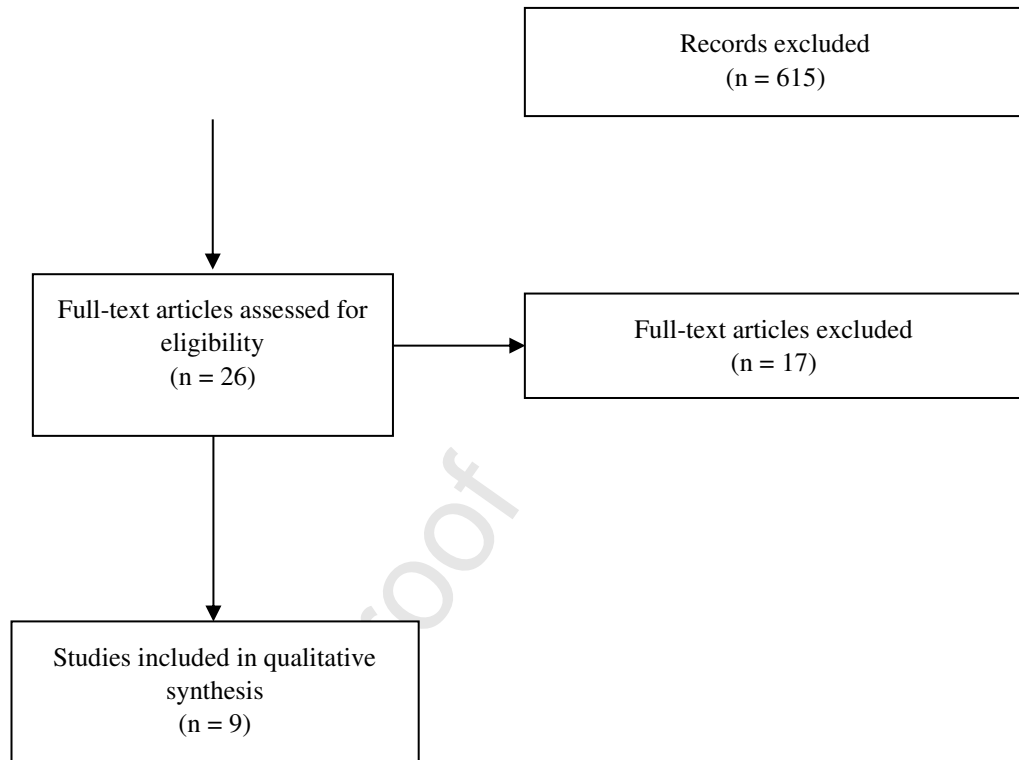 Records excluded
(n = 615)
Full-text articles assessed for
eligibility
(n = 26)
Full-text articles excluded
(n = 17)
roof
Studies included in qualitative
synthesis
(n = 9)